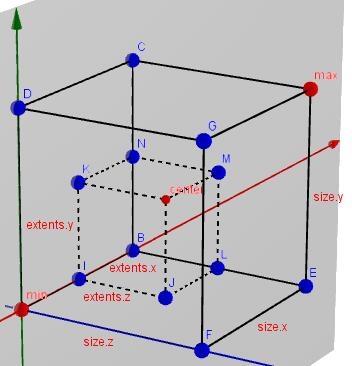 C
max
D
G
N
M
K
center
size.y
extents.y
B
extents.x
L
I
E
extents.z
J
min
size.x
size.z
F